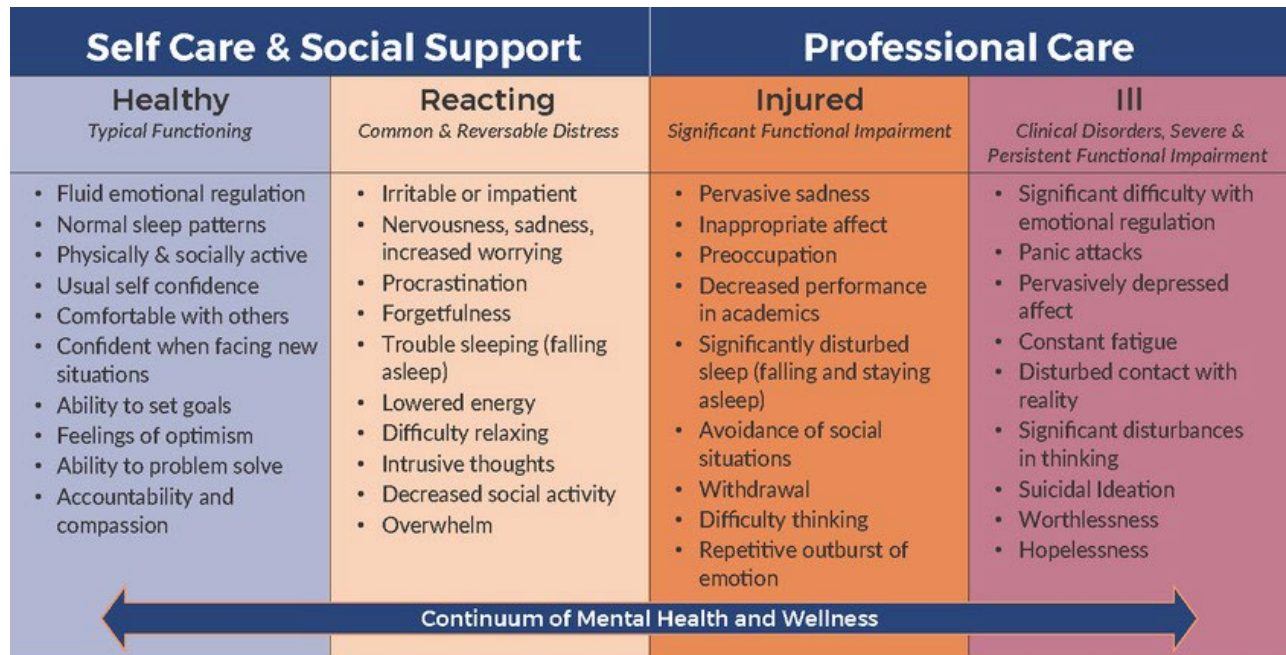 Self Care & Social Support
Professional Care
Healthy
Typical Functioning
Reacting
Common & Reversable Distress
Injured
Significant Functional Impairment
Ill
Clinical Disorders, Severe &
Persistent Functional Impairment
• Fluid emotional regulation
• Normal sleep patterns
• Physically & socially active
• Usual self confidence
• Comfortable with others
• Confident when facing new
situations
• Ability to set goals
• Feelings of optimism
• Ability to problem solve
• Accountability and
compassion
• Irritable or impatient
• Nervousness, sadness,
increased worrying
• Procrastination
• Forgetfulness
• Trouble sleeping (falling
asleep)
• Lowered energy
• Difficulty relaxing
• Intrusive thoughts
• Decreased social activity
• Overwhelm
• Pervasive sadness
• Inappropriate affect
• Preoccupation
• Decreased performance
in academics
• Significantly disturbed
sleep (falling and staying
asleep)
• Avoidance of social
situations
• Withdrawal
• Difficulty thinking
• Repetitive outburst of
emotion
• Significant difficulty with
emotional regulation
• Panic attacks
• Pervasively depressed
affect
• Constant fatigue
• Disturbed contact with
reality
• Significant disturbances
in thinking
• Suicidal Ideation
• Worthlessness
• Hopelessness
Continuum of Mental Health and Wellness